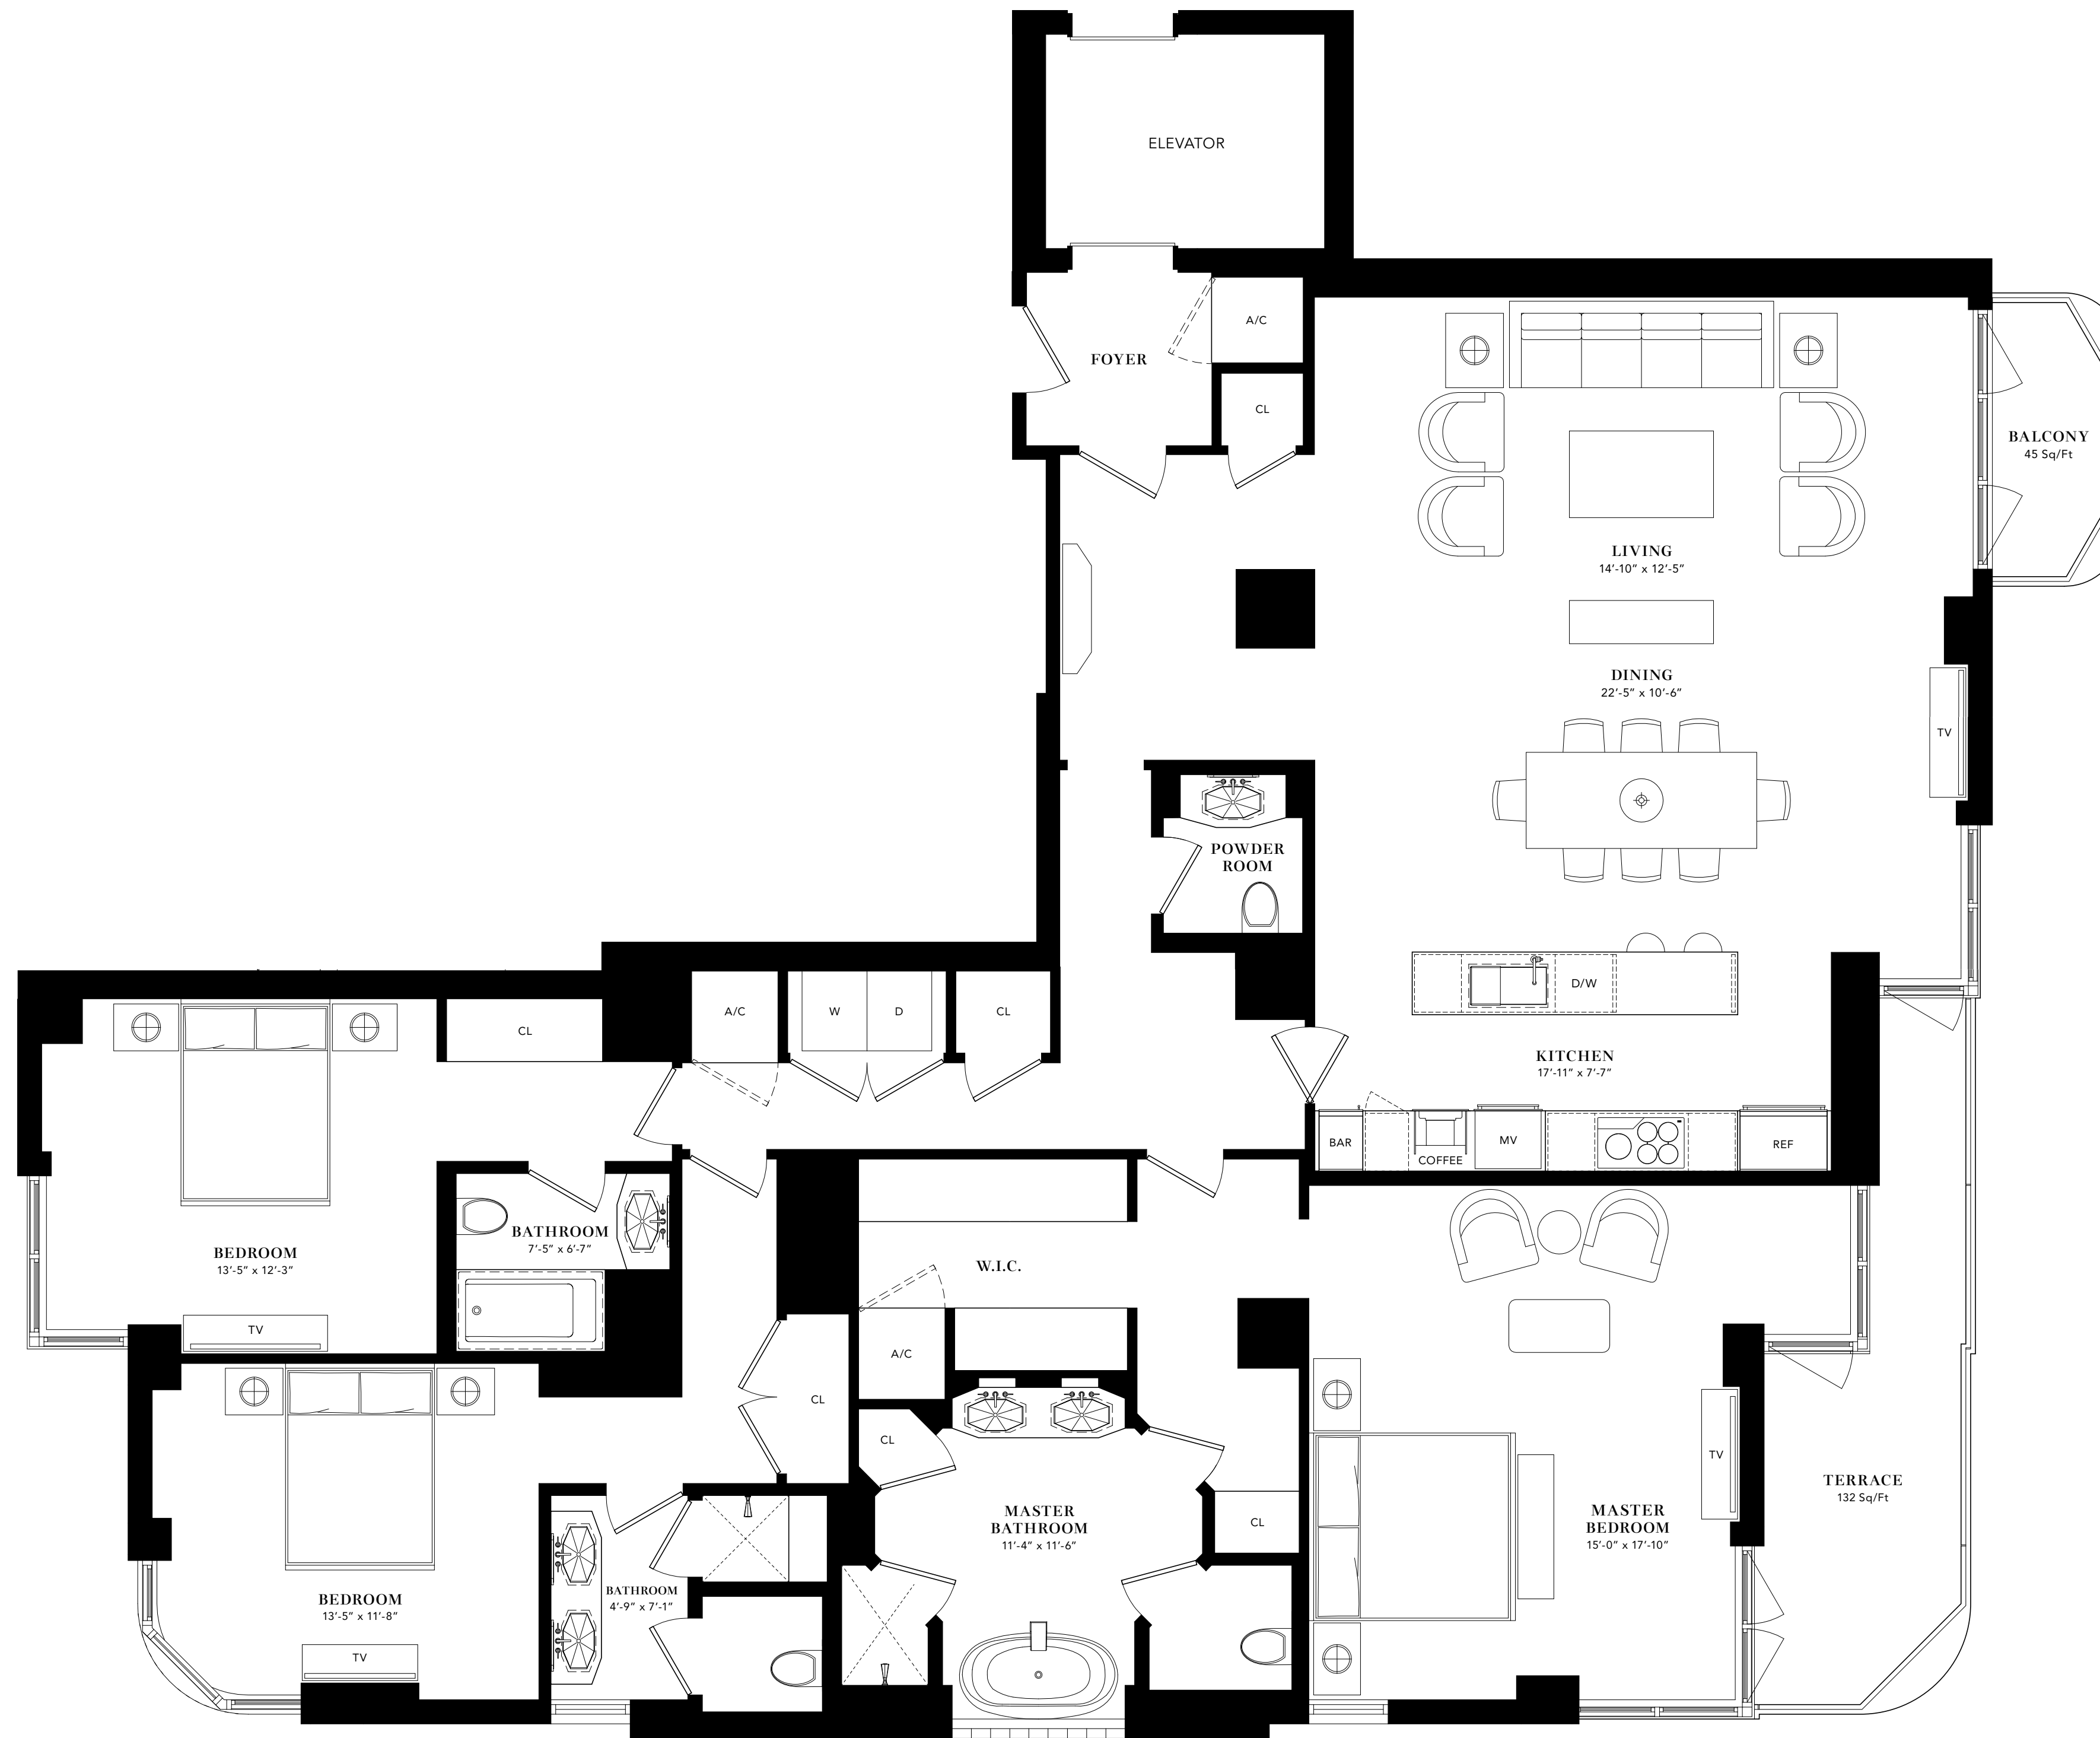 ELEVATOR
A/C
FOYER
CL
BALCONY
45 Sq/Ft
LIVING
14’-10” x 12’-5”
DINING
22’-5” x 10’-6”
TV
POWDER
ROOM
D/W
A/C
W
D
CL
CL
KITCHEN
17’-11” x 7’-7”
BAR
COFFEE
MV
REF
BATHROOM
7’-5” x 6’-7”
BEDROOM
13’-5” x 12’-3”
W.I.C.
TV
A/C
CL
CL
TV
TERRACE
132 Sq/Ft
MASTER
BATHROOM
11’-4” x 11’-6”
CL
MASTER
BEDROOM
15’-0” x 17’-10”
BATHROOM
4’-9” x 7’-1”
BEDROOM
13’-5” x 11’-8”
TV